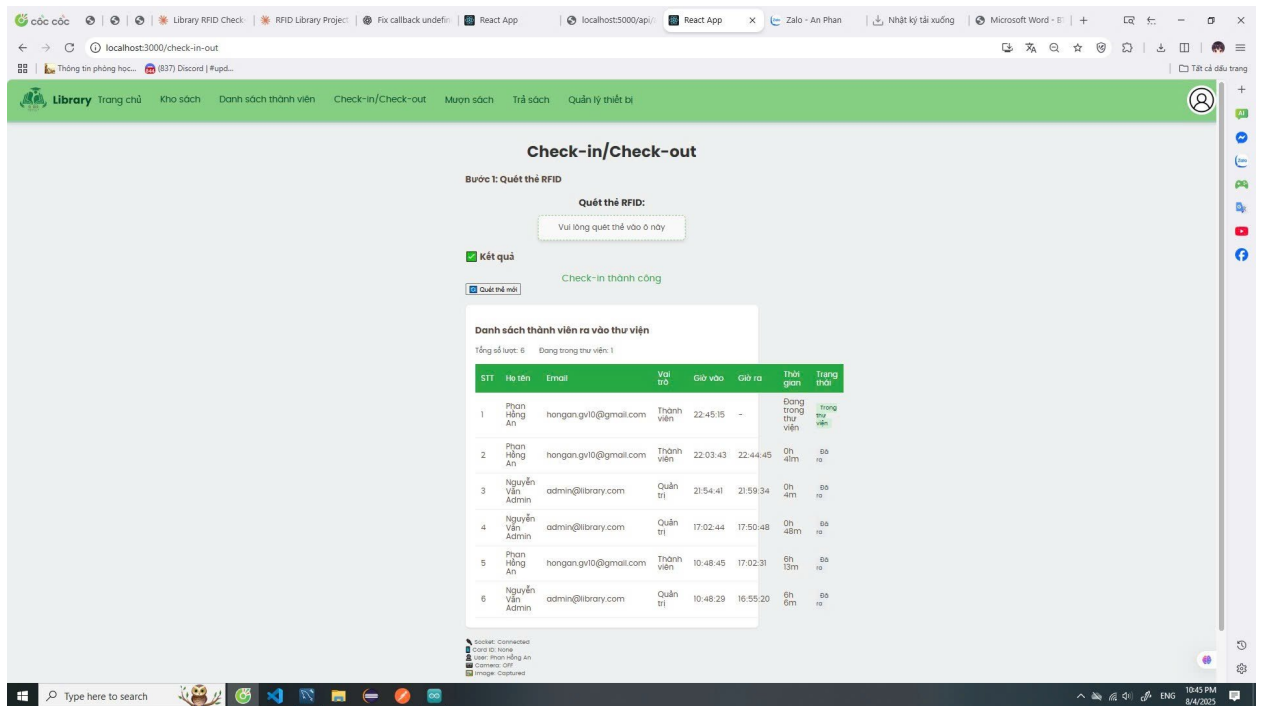 cốc cốc
Library RFID Check
RFID Library Project
Fix callback undefin
React App
localhost:5000/api/
React App
Zalo - An Phan
Nhật ký tải xuống
Microsoft Word - B
localhost:3000/check-in-out
Thông tin phòng học...
(837) Discord | #upd...
Tất cả dấu trang
Library Trang chủ Kho sách Danh sách thành viên Check-in/Check-out Mượn sách Trả sách Quản lý thiết bị
Check-in/Check-out
Bước 1: Quét thẻ RFID
Quét thẻ RFID:
Vui lòng quét thẻ vào ô này
Kết quả
Check-in thành công
Quét thẻ mới
Danh sách thành viên ra vào thư viện
Tổng số lượt: 6 Đang trong thư viện: 1
STT Họ tên Email Vai trò Giờ vào Giờ ra Thời gian Trạng thái
1 Phan Hồng An hongan.gv10@gmail.com Thành viên 22:45:15 - Đang trong thư viện Trong thư viện
2 Phan Hồng An hongan.gv10@gmail.com Thành viên 22:03:43 22:44:45 0h 41m Đã ra
3 Nguyễn Văn Admin admin@library.com Quản trị 21:54:41 21:59:34 0h 4m Đã ra
4 Nguyễn Văn Admin admin@library.com Quản trị 17:02:44 17:50:48 0h 48m Đã ra
5 Phan Hồng An hongan.gv10@gmail.com Thành viên 10:48:45 17:02:31 6h 13m Đã ra
6 Nguyễn Văn Admin admin@library.com Quản trị 10:48:29 16:55:20 6h 6m Đã ra
Socket: Connected
Card ID: None
User: Phan Hồng An
Camera: OFF
Image: Captured
Type here to search
ENG
10:45 PM
8/4/2025